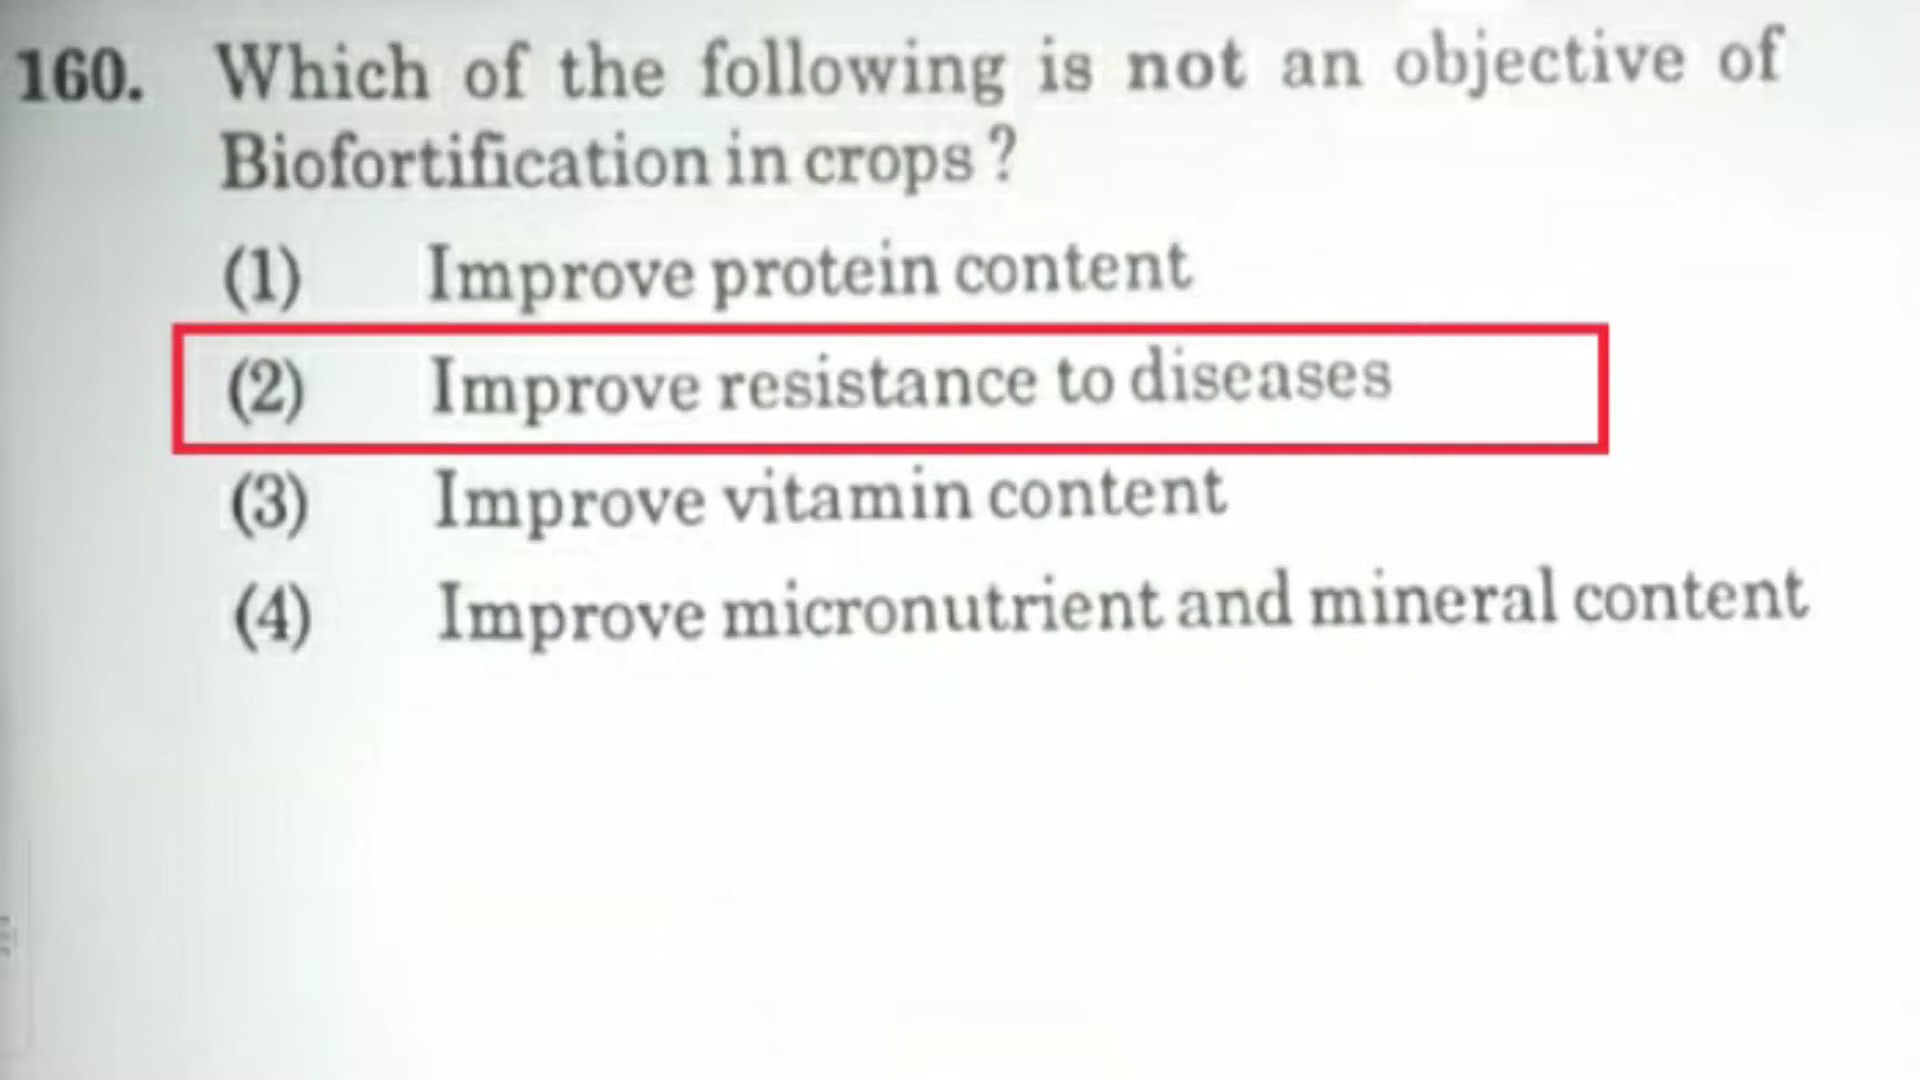 160. Which of the following is not an objective of
Biofortification in crops ?
(1) Improve protein content
(2) Improve resistance to diseases
(3) Improve vitamin content
(4) Improve micronutrient and mineral content